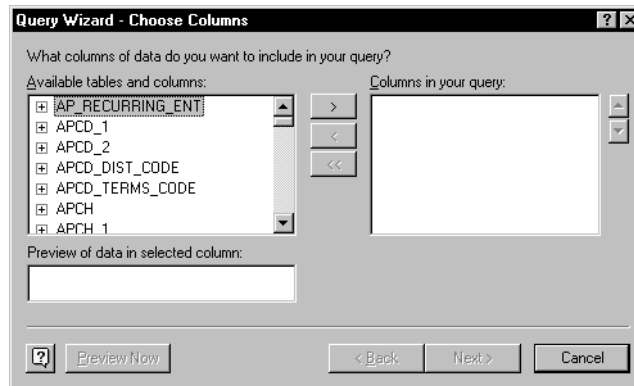 Query Wizard - Choose Columns
What columns of data do you want to include in your query?
Available tables and columns:
Columns in your query:
AP_RECURRING_ENT
APCD_1
APCD_2
APCD_DIST_CODE
APCD_TERMS_CODE
APCH
APCH_1
>
<
<<
Preview of data in selected column:
Preview Now
< Back
Next >
Cancel